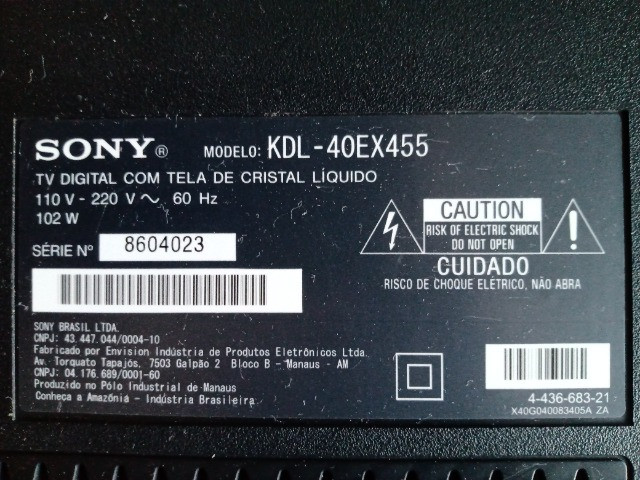 SONY® MODELO: KDL-40EX455
TV DIGITAL COM TELA DE CRISTAL LÍQUIDO
110 V - 220 V ~ 60 Hz
102 W
SÉRIE Nº 8604023
CAUTION
RISK OF ELECTRIC SHOCK
DO NOT OPEN
CUIDADO
RISCO DE CHOQUE ELÉTRICO, NÃO ABRA
SONY BRASIL LTDA.
CNPJ: 43.447.044/0004-10
Fabricado por Envision Indústria de Produtos Eletrônicos Ltda.
Av. Torquato Tapajós, 7503 Galpão 2 Bloco B - Manaus - AM
CNPJ: 04.176.689/0001-60
Produzido no Pólo Industrial de Manaus
Conheça a Amazônia - Indústria Brasileira
4-436-683-21
X40G040083405A ZA